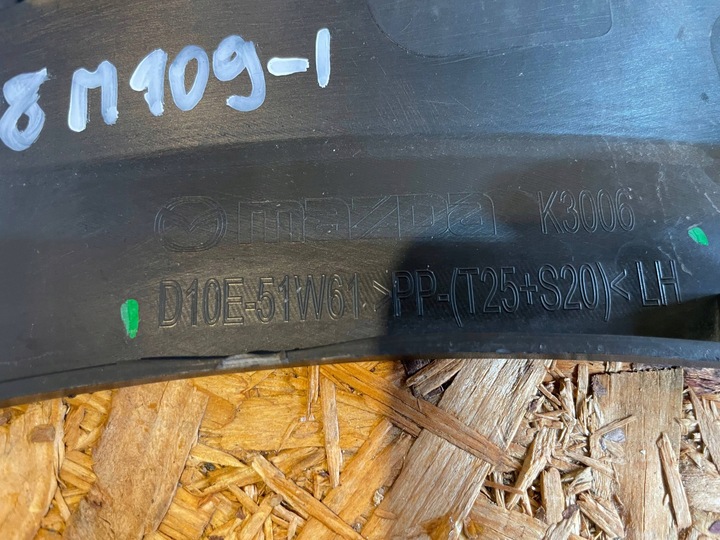 8M109-1
mazda K3006
D10E-51W61 >PP-(T25+S20)< LH